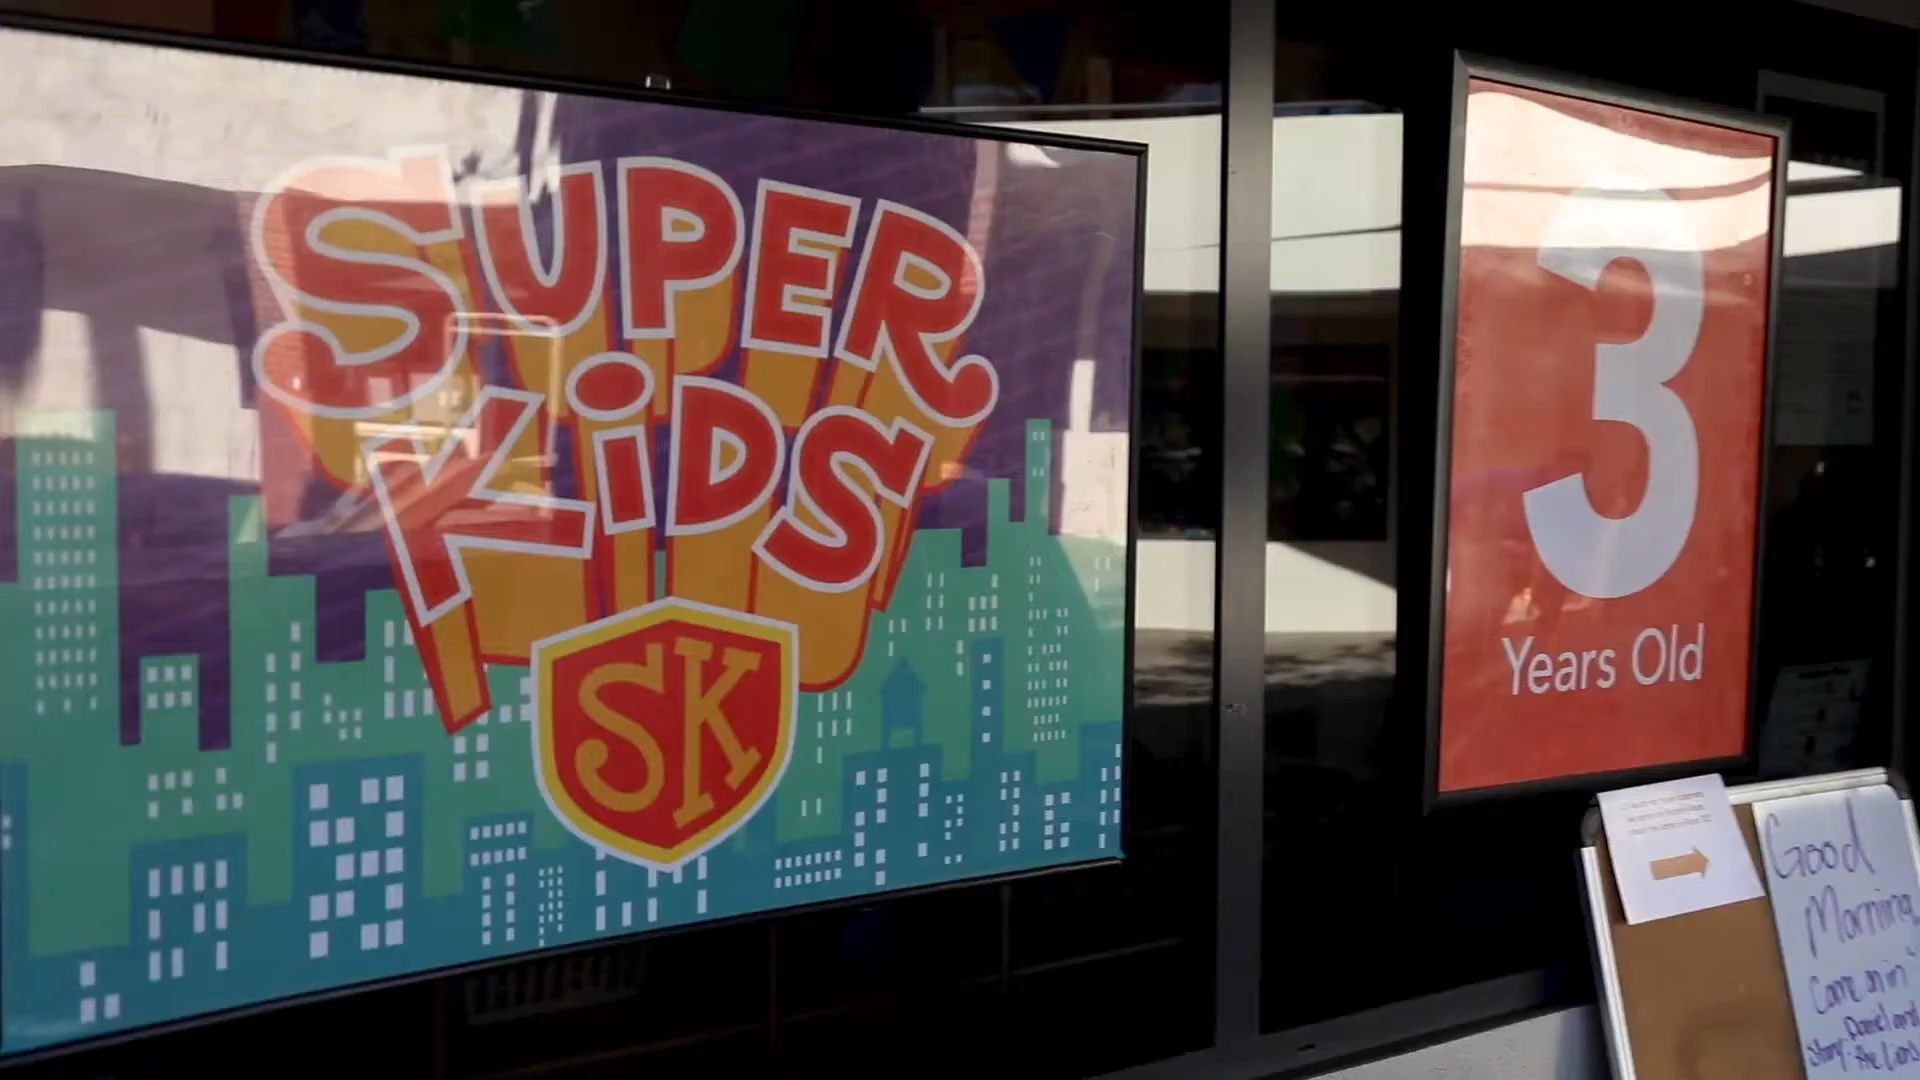 SUPER
KiDS
SK
3
Years Old
Good
Morning
Come on in
Story: Daniel and
the Lions